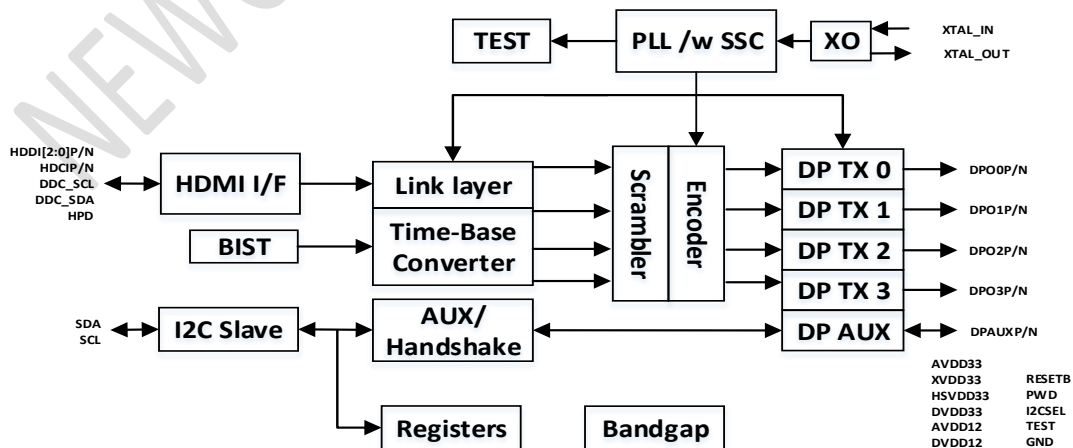 NEW
TEST
PLL /w SSC
XO
XTAL_IN
XTAL_OUT
HDDI[2:0]P/N
HDCIP/N
DDC_SCL
DDC_SDA
HPD
HDMI I/F
Link layer
Time-Base
Converter
BIST
Scrambler
Encoder
DP TX 0
DP TX 1
DP TX 2
DP TX 3
DP AUX
DPO0P/N
DPO1P/N
DPO2P/N
DPO3P/N
DPAUXP/N
SDA
SCL
I2C Slave
AUX/
Handshake
Registers
Bandgap
AVDD33
XVDD33 RESETB
HSVDD33 PWD
DVDD33 I2CSEL
AVDD12 TEST
DVDD12 GND